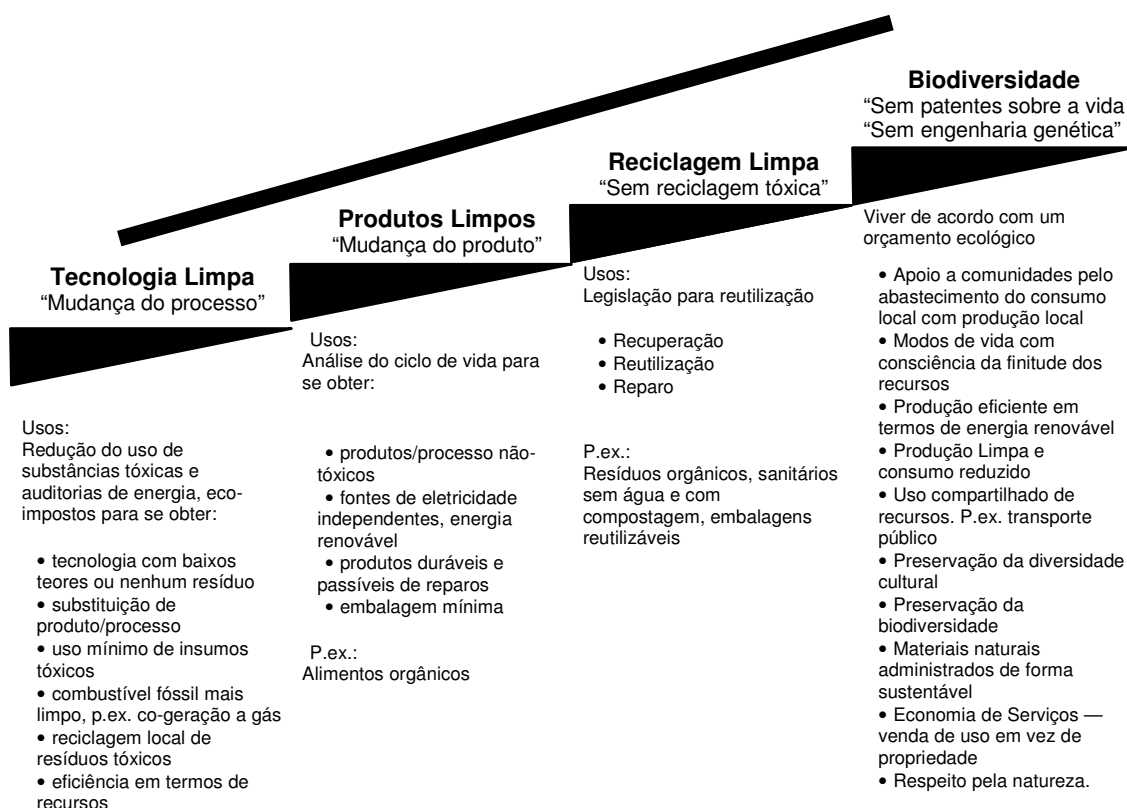 Tecnologia Limpa
“Mudança do processo”
Usos:
Redução do uso de
substâncias tóxicas e
auditorias de energia, eco-
impostos para se obter:
• tecnologia com baixos
teores ou nenhum resíduo
• substituição de
produto/processo
• uso mínimo de insumos
tóxicos
• combustível fóssil mais
limpo, p.ex. co-geração a gás
• reciclagem local de
resíduos tóxicos
• eficiência em termos de
recursos
Produtos Limpos
“Mudança do produto”
Usos:
Análise do ciclo de vida para
se obter:
• produtos/processo não-
tóxicos
• fontes de eletricidade
independentes, energia
renovável
• produtos duráveis e
passíveis de reparos
• embalagem mínima
P.ex.:
Alimentos orgânicos
Reciclagem Limpa
“Sem reciclagem tóxica”
Usos:
Legislação para reutilização
• Recuperação
• Reutilização
• Reparo
P.ex.:
Resíduos orgânicos, sanitários
sem água e com
compostagem, embalagens
reutilizáveis
Biodiversidade
“Sem patentes sobre a vida
“Sem engenharia genética”
Viver de acordo com um
orçamento ecológico
• Apoio a comunidades pelo
abastecimento do consumo
local com produção local
• Modos de vida com
consciência da finitude dos
recursos
• Produção eficiente em
termos de energia renovável
• Produção Limpa e
consumo reduzido
• Uso compartilhado de
recursos. P.ex. transporte
público
• Preservação da diversidade
cultural
• Preservação da
biodiversidade
• Materiais naturais
administrados de forma
sustentável
• Economia de Serviços —
venda de uso em vez de
propriedade
• Respeito pela natureza.